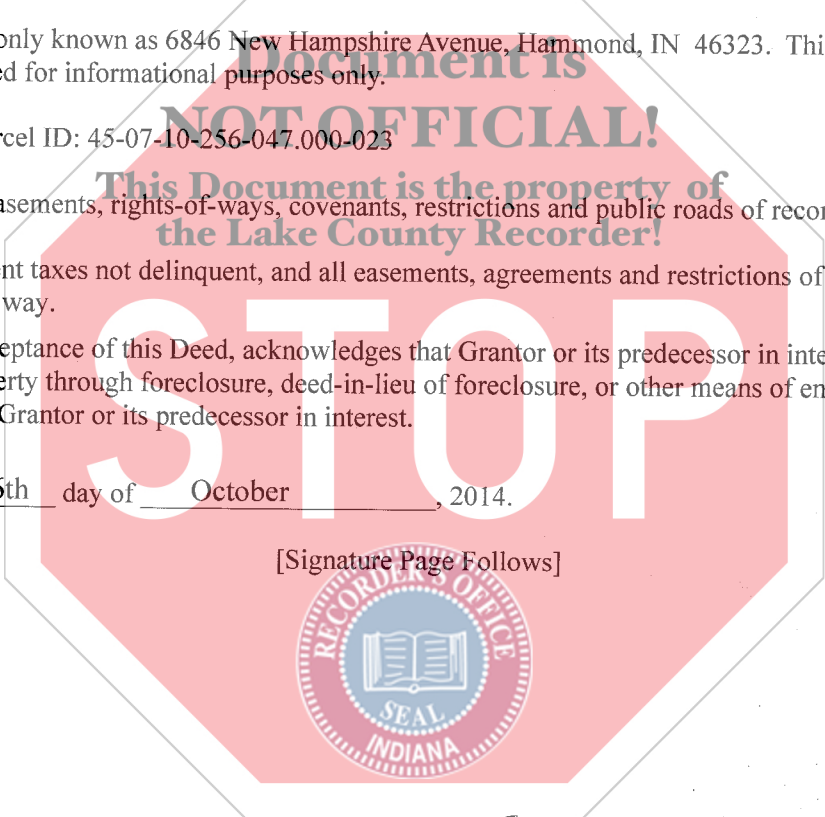 only known as 6846 New Hampshire Avenue, Hammond, IN 46323. Thi
Document is
ed for informational purposes only.
NOT OFFICIAL!
rcel ID: 45-07-10-256-047.000-023
This Document is the property of
asements, rights-of-ways, covenants, restrictions and public roads of recor
the Lake County Recorder!
nt taxes not delinquent, and all easements, agreements and restrictions of
way.
STOP
eptance of this Deed, acknowledges that Grantor or its predecessor in inte
erty through foreclosure, deed-in-lieu of foreclosure, or other means of en
Grantor or its predecessor in interest.
th day of October, 2014.
[Signature Page Follows]
RECORDER'S OFFICE
SEAL
INDIANA